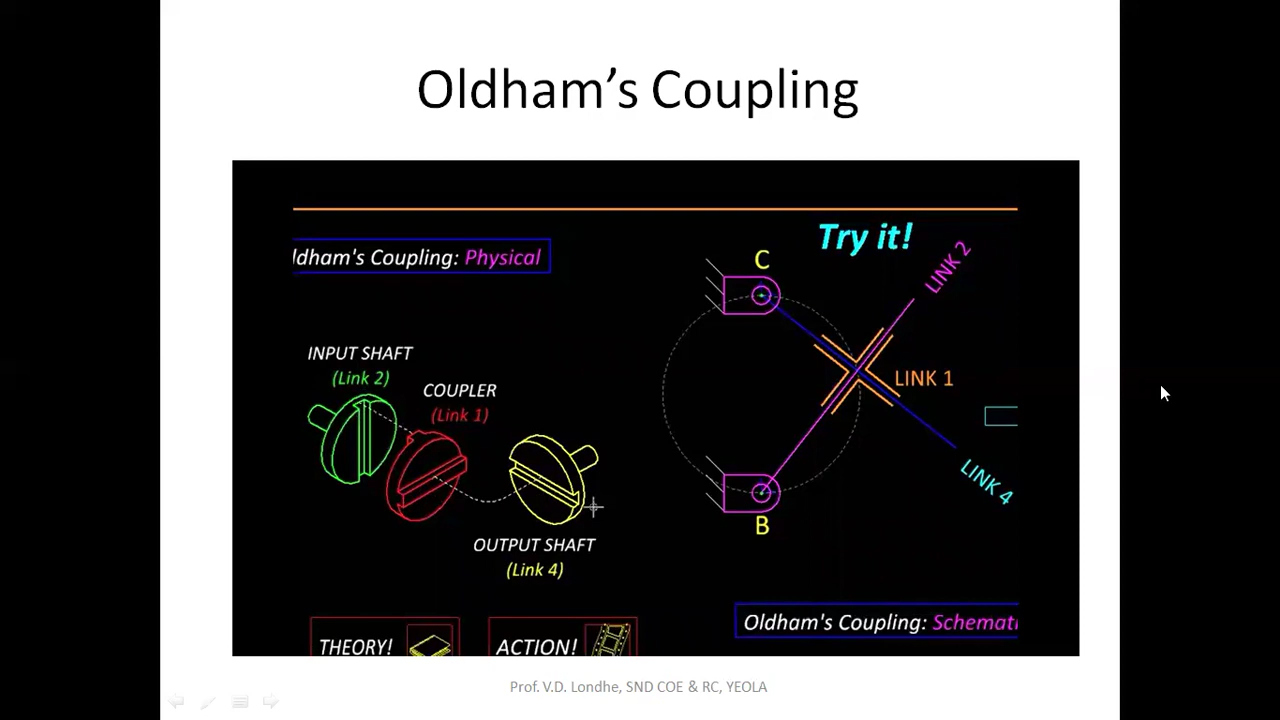 Oldham's Coupling
ldham's Coupling: Physical
Try it!
C
LINK 2
INPUT SHAFT
(Link 2)
COUPLER
(Link 1)
LINK 1
LINK 4
B
OUTPUT SHAFT
(Link 4)
THEORY!
ACTION!
Oldham's Coupling: Schemati
Prof. V.D. Londhe, SND COE & RC, YEOLA